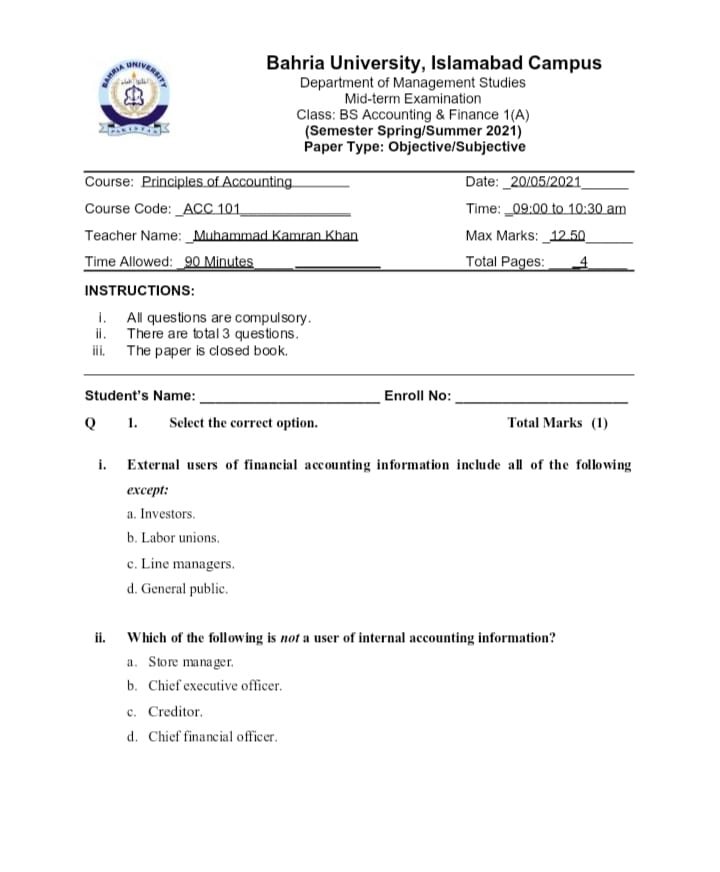 BAHRIA UNIVERSITY
PAKISTAN
Bahria University, Islamabad Campus
Department of Management Studies
Mid-term Examination
Class: BS Accounting & Finance 1(A)
(Semester Spring/Summer 2021)
Paper Type: Objective/Subjective
Course: Principles of Accounting Date: 20/05/2021
Course Code: ACC 101 Time: 09:00 to 10:30 am
Teacher Name: Muhammad Kamran Khan Max Marks: 12.50
Time Allowed: 90 Minutes Total Pages: 4
INSTRUCTIONS:
i. All questions are compulsory.
ii. There are total 3 questions.
iii. The paper is closed book.
Student's Name: Enroll No:
Q 1. Select the correct option. Total Marks (1)
i. External users of financial accounting information include all of the following
except:
a. Investors.
b. Labor unions.
c. Line managers.
d. General public.
ii. Which of the following is not a user of internal accounting information?
a. Store manager.
b. Chief executive officer.
c. Creditor.
d. Chief financial officer.